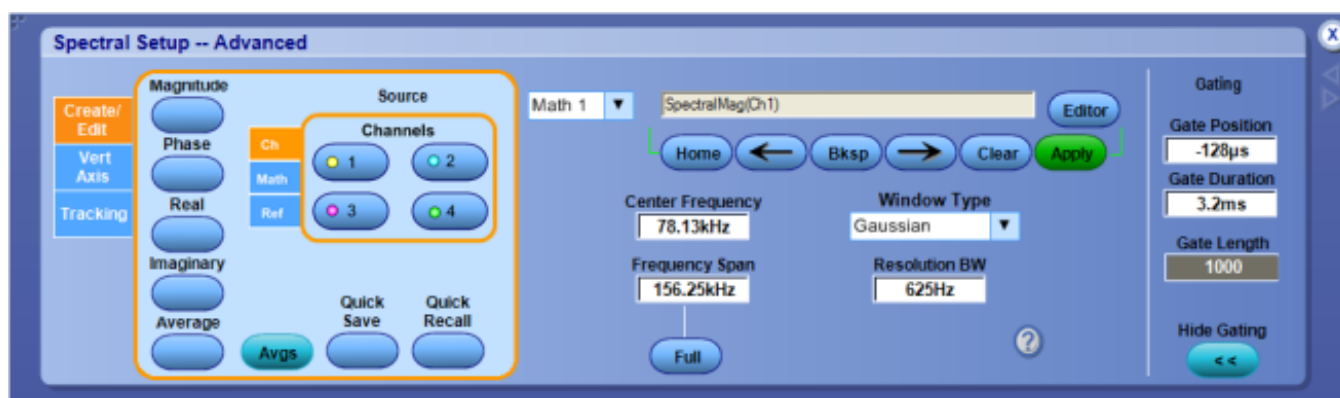 Spectral Setup -- Advanced
X
Create/
Edit
Vert
Axis
Tracking
Magnitude
Phase
Real
Imaginary
Average
Source
Ch
Math
Ref
Channels
1
2
3
4
Avgs
Quick
Save
Quick
Recall
Math 1
SpectralMag(Ch1)
Editor
Home
Bksp
Clear
Apply
Center Frequency
78.13kHz
Frequency Span
156.25kHz
Full
Window Type
Gaussian
Resolution BW
625Hz
?
Gating
Gate Position
-128µs
Gate Duration
3.2ms
Gate Length
1000
Hide Gating
<<